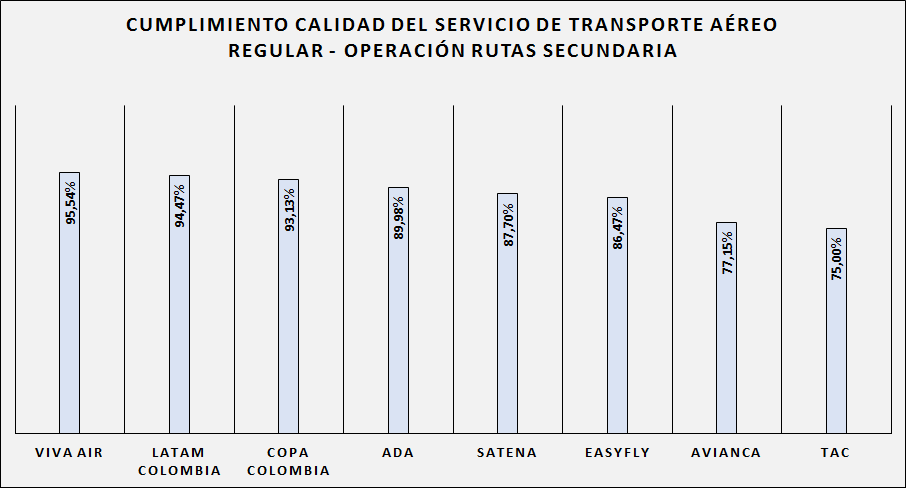 CUMPLIMIENTO CALIDAD DEL SERVICIO DE TRANSPORTE AÉREO
REGULAR - OPERACIÓN RUTAS SECUNDARIA
95,54%
94,47%
93,13%
89,98%
87,70%
86,47%
77,15%
75,00%
VIVA AIR
LATAM
COLOMBIA
COPA
COLOMBIA
ADA
SATENA
EASYFLY
AVIANCA
TAC